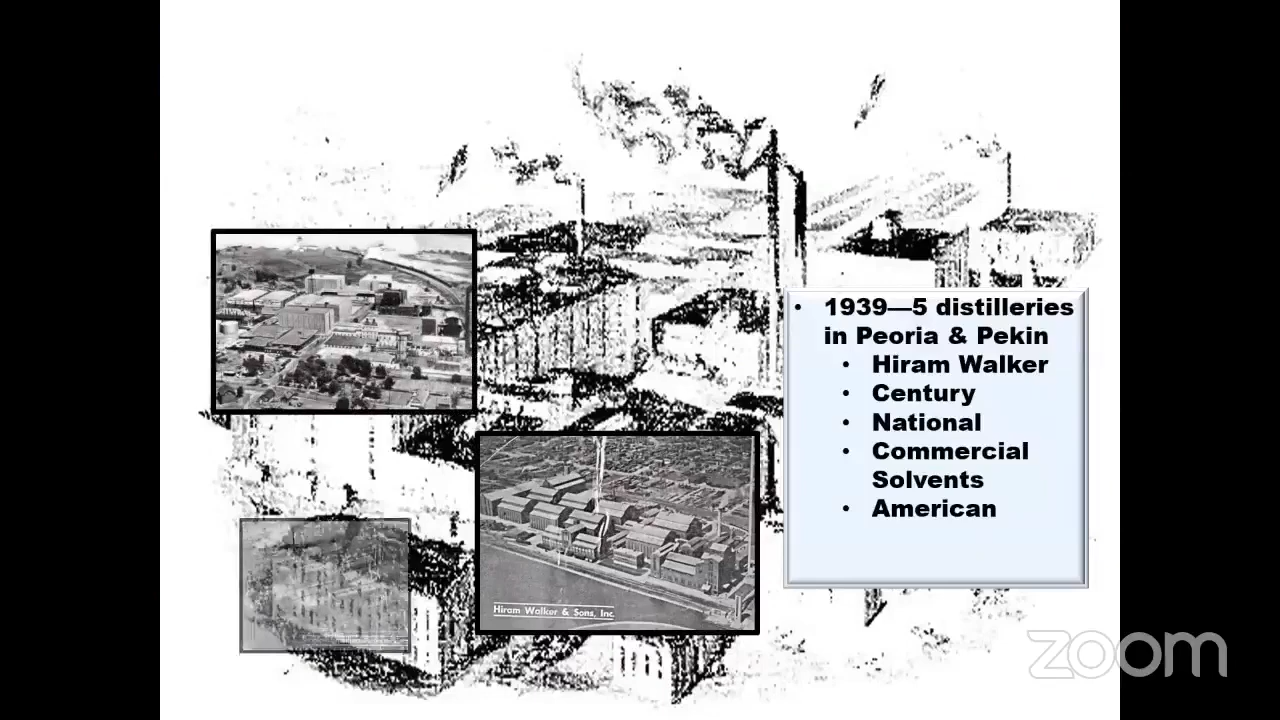 1939—5 distilleries
in Peoria & Pekin
Hiram Walker
Century
National
Commercial
Solvents
American
Hiram Walker & Sons, Inc.
zoom